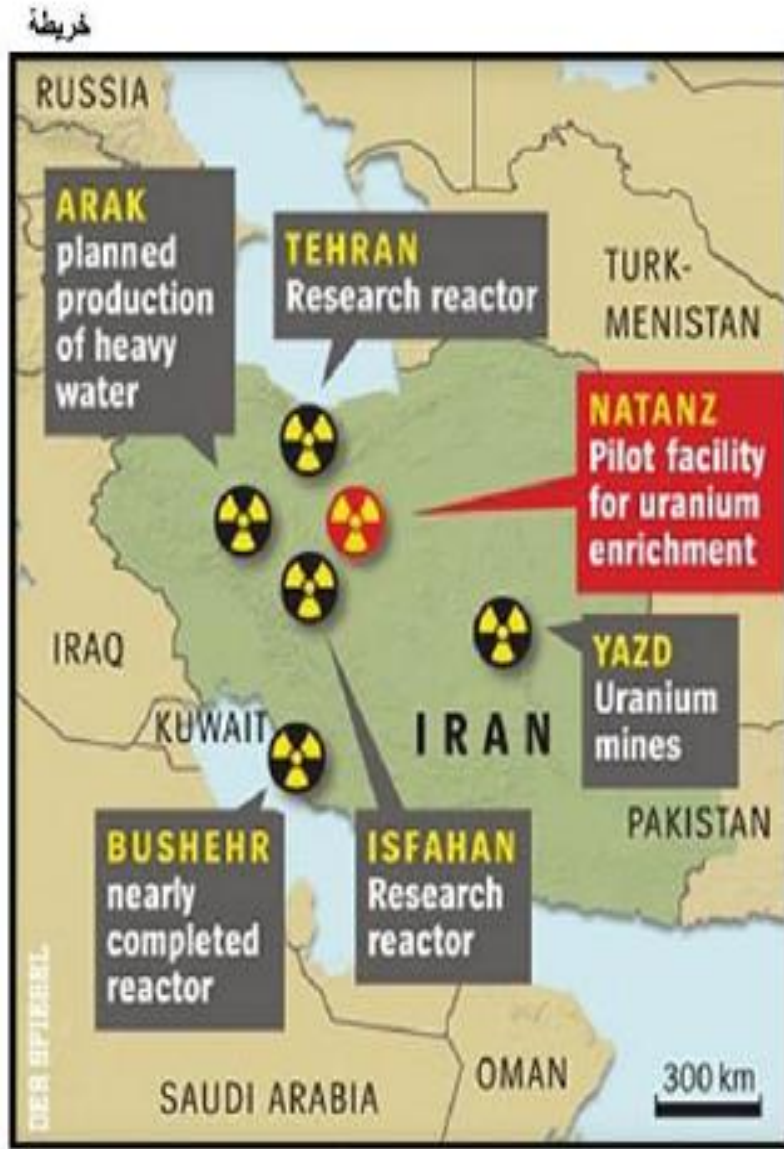 خريطة
RUSSIA
ARAK
planned
production
of heavy
water
TEHRAN
Research reactor
TURK-
MENISTAN
NATANZ
Pilot facility
for uranium
enrichment
IRAQ
KUWAIT
IRAN
YAZD
Uranium
mines
PAKISTAN
BUSHEHR
nearly
completed
reactor
ISFAHAN
Research
reactor
DER SPIEGEL
SAUDI ARABIA
OMAN
300 km